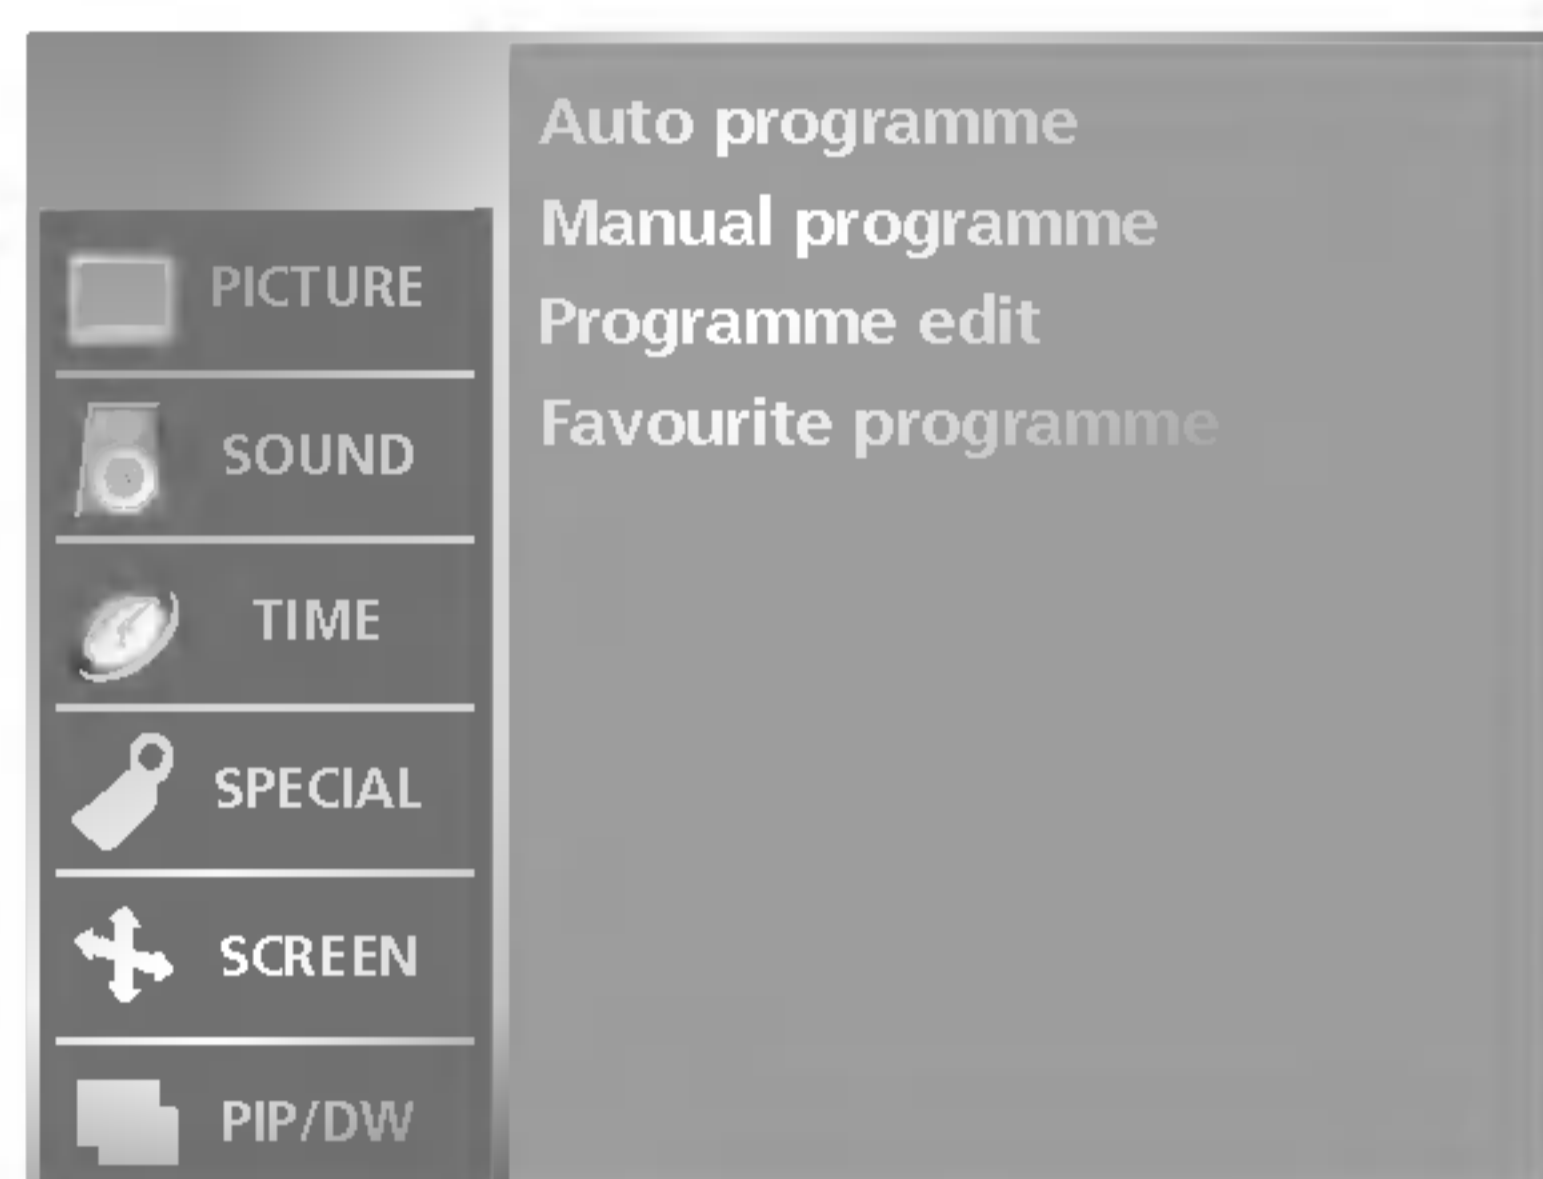 Auto programme
Manual programme
Programme edit
Favourite programme
PICTURE
SOUND
TIME
SPECIAL
SCREEN
PIP/DW